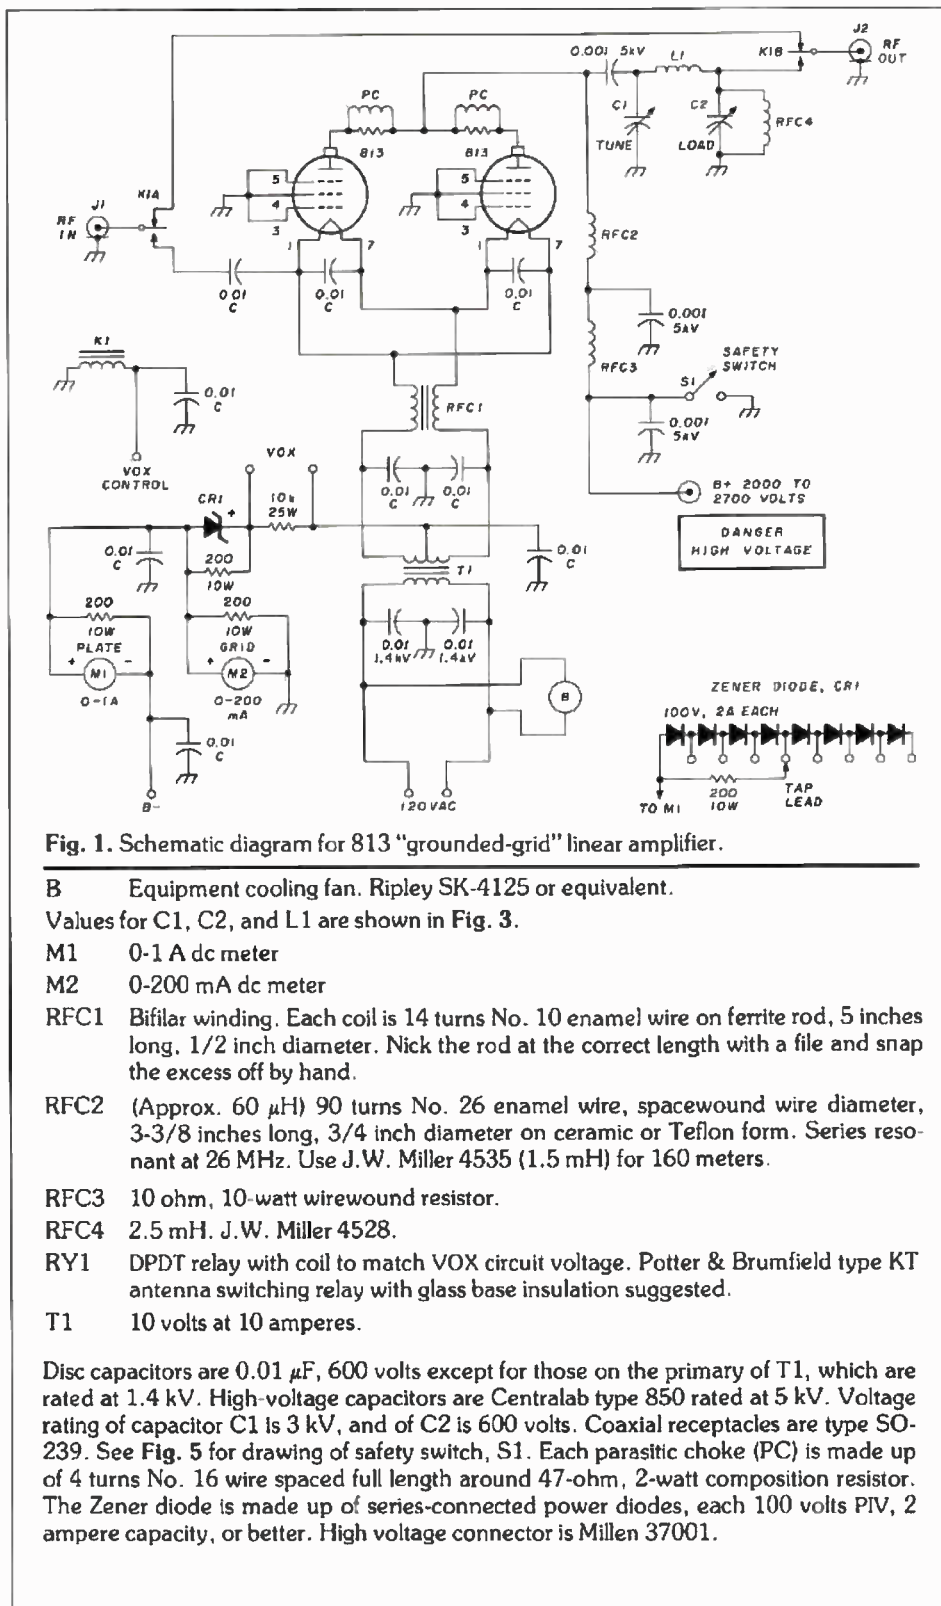 J2
RF
OUT
K1B
0.001 5kV
L1
C1
TUNE
C2
LOAD
RFC4
PC
PC
813
813
5
4
3
1
7
5
4
3
1
7
K1A
J1
RF
IN
0.01
C
0.01
C
0.01
C
RFC2
0.001
5kV
RFC3
SAFETY
SWITCH
S1
0.001
5kV
K1
0.01
C
VOX
CONTROL
RFC1
VOX
0.01
C
0.01
C
B+ 2000 TO
2700 VOLTS
DANGER
HIGH VOLTAGE
CR1
+
10k
25W
0.01
C
200
10W
0.01
C
T1
200
10W
PLATE
+ -
M1
0-1A
200
10W
GRID
+ -
M2
0-200
mA
0.01
1.4kV
0.01
1.4kV
B
0.01
C
B-
120VAC
ZENER DIODE, CR1
100V, 2A EACH
200
10W
TO M1
TAP
LEAD
Fig. 1. Schematic diagram for 813 "grounded-grid" linear amplifier.
B Equipment cooling fan. Ripley SK-4125 or equivalent.
Values for C1, C2, and L1 are shown in Fig. 3.
M1 0-1 A dc meter
M2 0-200 mA dc meter
RFC1 Bifilar winding. Each coil is 14 turns No. 10 enamel wire on ferrite rod, 5 inches
long, 1/2 inch diameter. Nick the rod at the correct length with a file and snap
the excess off by hand.
RFC2 (Approx. 60 μH) 90 turns No. 26 enamel wire, spacewound wire diameter,
3-3/8 inches long, 3/4 inch diameter on ceramic or Teflon form. Series reso-
nant at 26 MHz. Use J.W. Miller 4535 (1.5 mH) for 160 meters.
RFC3 10 ohm, 10-watt wirewound resistor.
RFC4 2.5 mH. J.W. Miller 4528.
RY1 DPDT relay with coil to match VOX circuit voltage. Potter & Brumfield type KT
antenna switching relay with glass base insulation suggested.
T1 10 volts at 10 amperes.
Disc capacitors are 0.01 μF, 600 volts except for those on the primary of T1, which are
rated at 1.4 kV. High-voltage capacitors are Centralab type 850 rated at 5 kV. Voltage
rating of capacitor C1 is 3 kV, and of C2 is 600 volts. Coaxial receptacles are type SO-
239. See Fig. 5 for drawing of safety switch, S1. Each parasitic choke (PC) is made up
of 4 turns No. 16 wire spaced full length around 47-ohm, 2-watt composition resistor.
The Zener diode is made up of series-connected power diodes, each 100 volts PIV, 2
ampere capacity, or better. High voltage connector is Millen 37001.